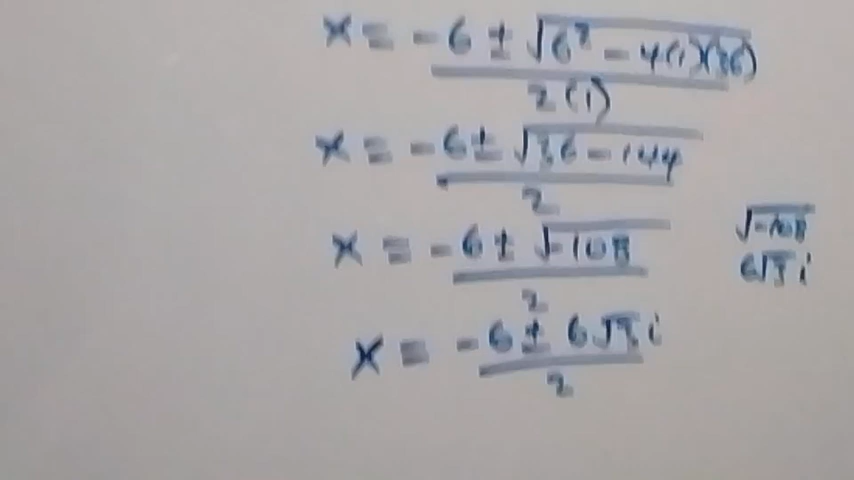 x = -6 ± √6² - 4(1)(36)
2(1)
x = -6 ± √36 - 144
2
x = -6 ± √-108
2
√-108
6√3 i
x = -6 ± 6√3 i
2